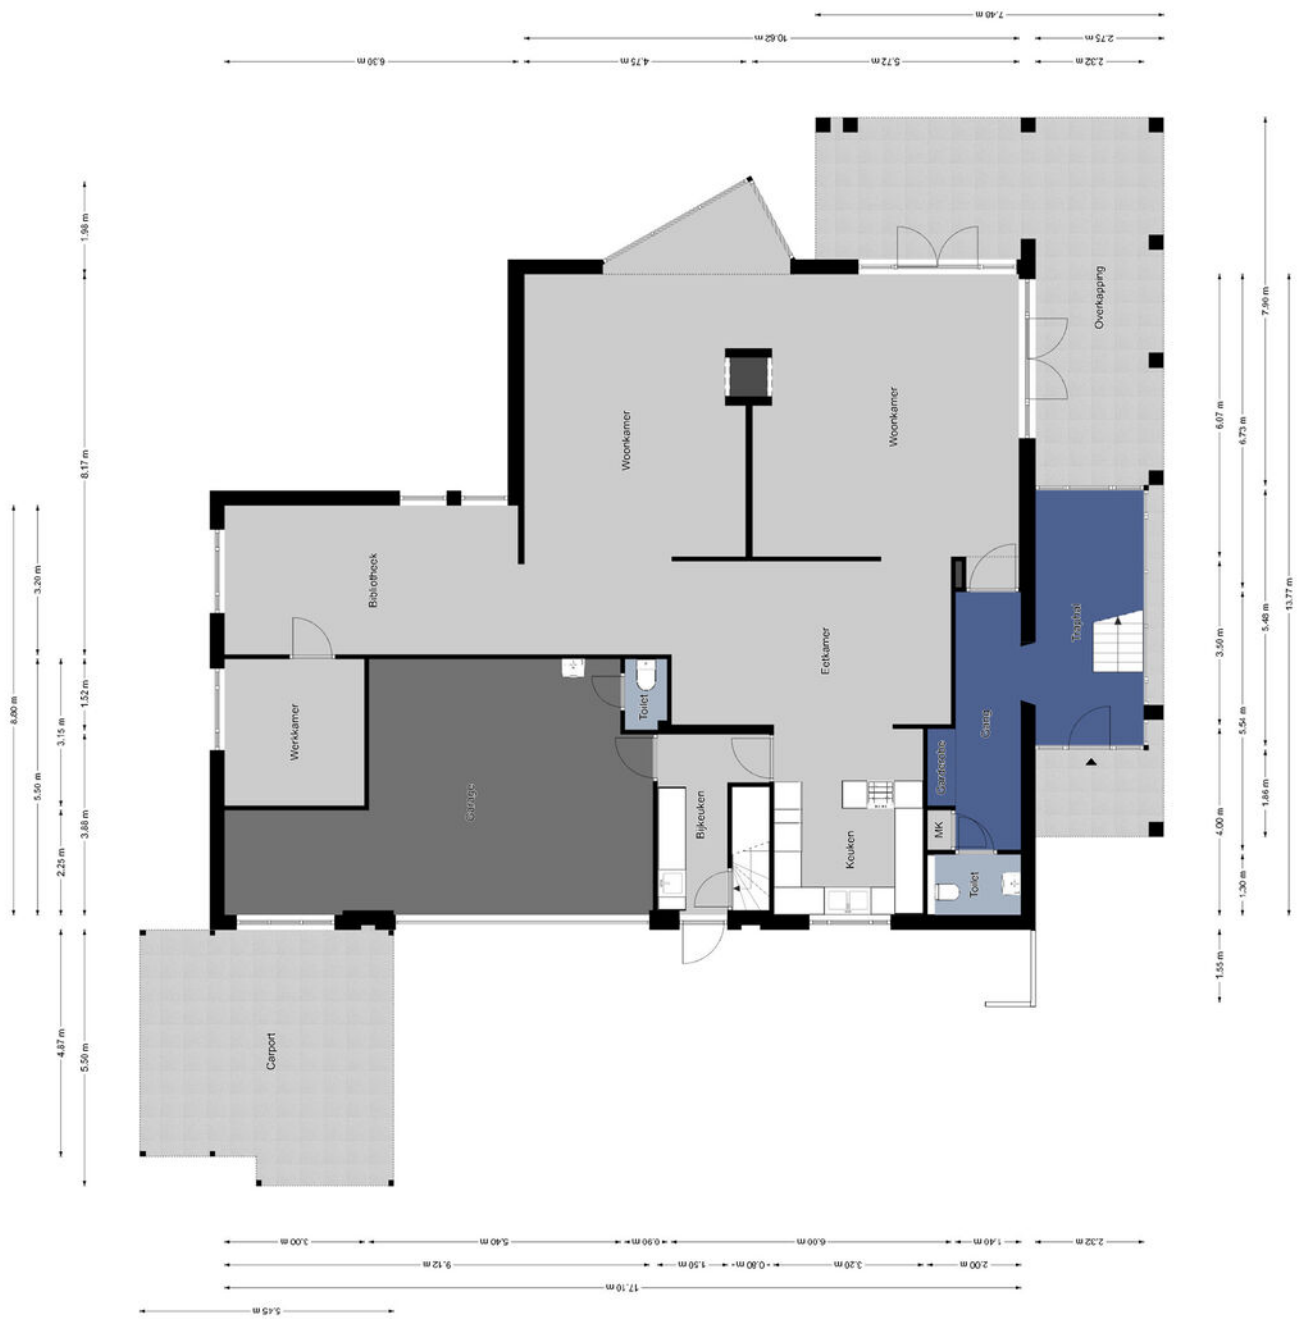 7.48 m
10.62 m
2.75 m
6.30 m
4.75 m
5.72 m
2.32 m
1.98 m
8.17 m
Overkapping
7.90 m
Woonkamer
Woonkamer
6.07 m
6.73 m
13.77 m
3.20 m
Bibliotheek
Traphal
5.48 m
3.50 m
Eetkamer
8.80 m
1.52 m
Toilet
Werkkamer
Gang
3.15 m
5.50 m
5.54 m
Garderobe
1.86 m
Garage
Bijkeuken
4.00 m
3.88 m
MK
Keuken
2.25 m
Toilet
1.30 m
1.55 m
4.87 m
Carport
5.50 m
3.00 m
5.40 m
0.90 m
6.00 m
1.40 m
2.32 m
9.12 m
1.50 m
0.80 m
3.20 m
2.00 m
17.10 m
5.45 m